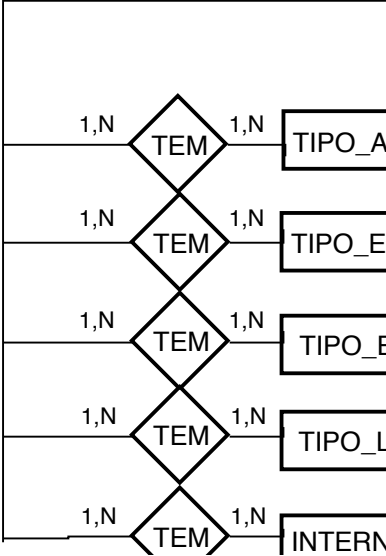 1,N TEM 1,N TIPO_A
1,N TEM 1,N TIPO_E
1,N TEM 1,N TIPO_
1,N TEM 1,N TIPO_L
1,N TEM 1,N INTERN